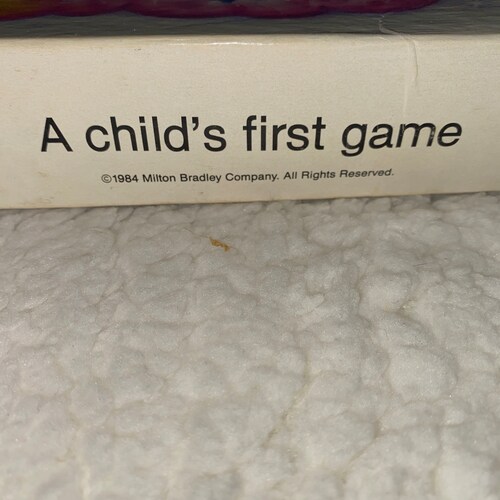 A child's first game
©1984 Milton Bradley Company. All Rights Reserved.